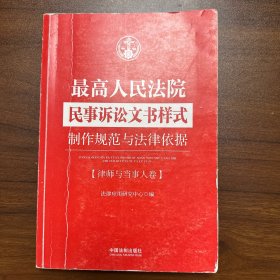 最高人民法院
民事诉讼文书样式
制作规范与法律依据
【律师与当事人卷】
法律应用研究中心◎编
中国法制出版社